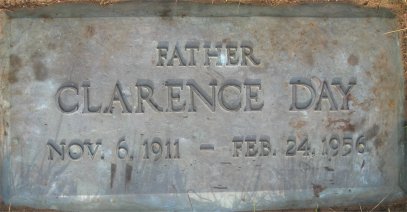 FATHER
CLARENCE DAY
NOV. 6, 1911 – FEB. 24, 1956